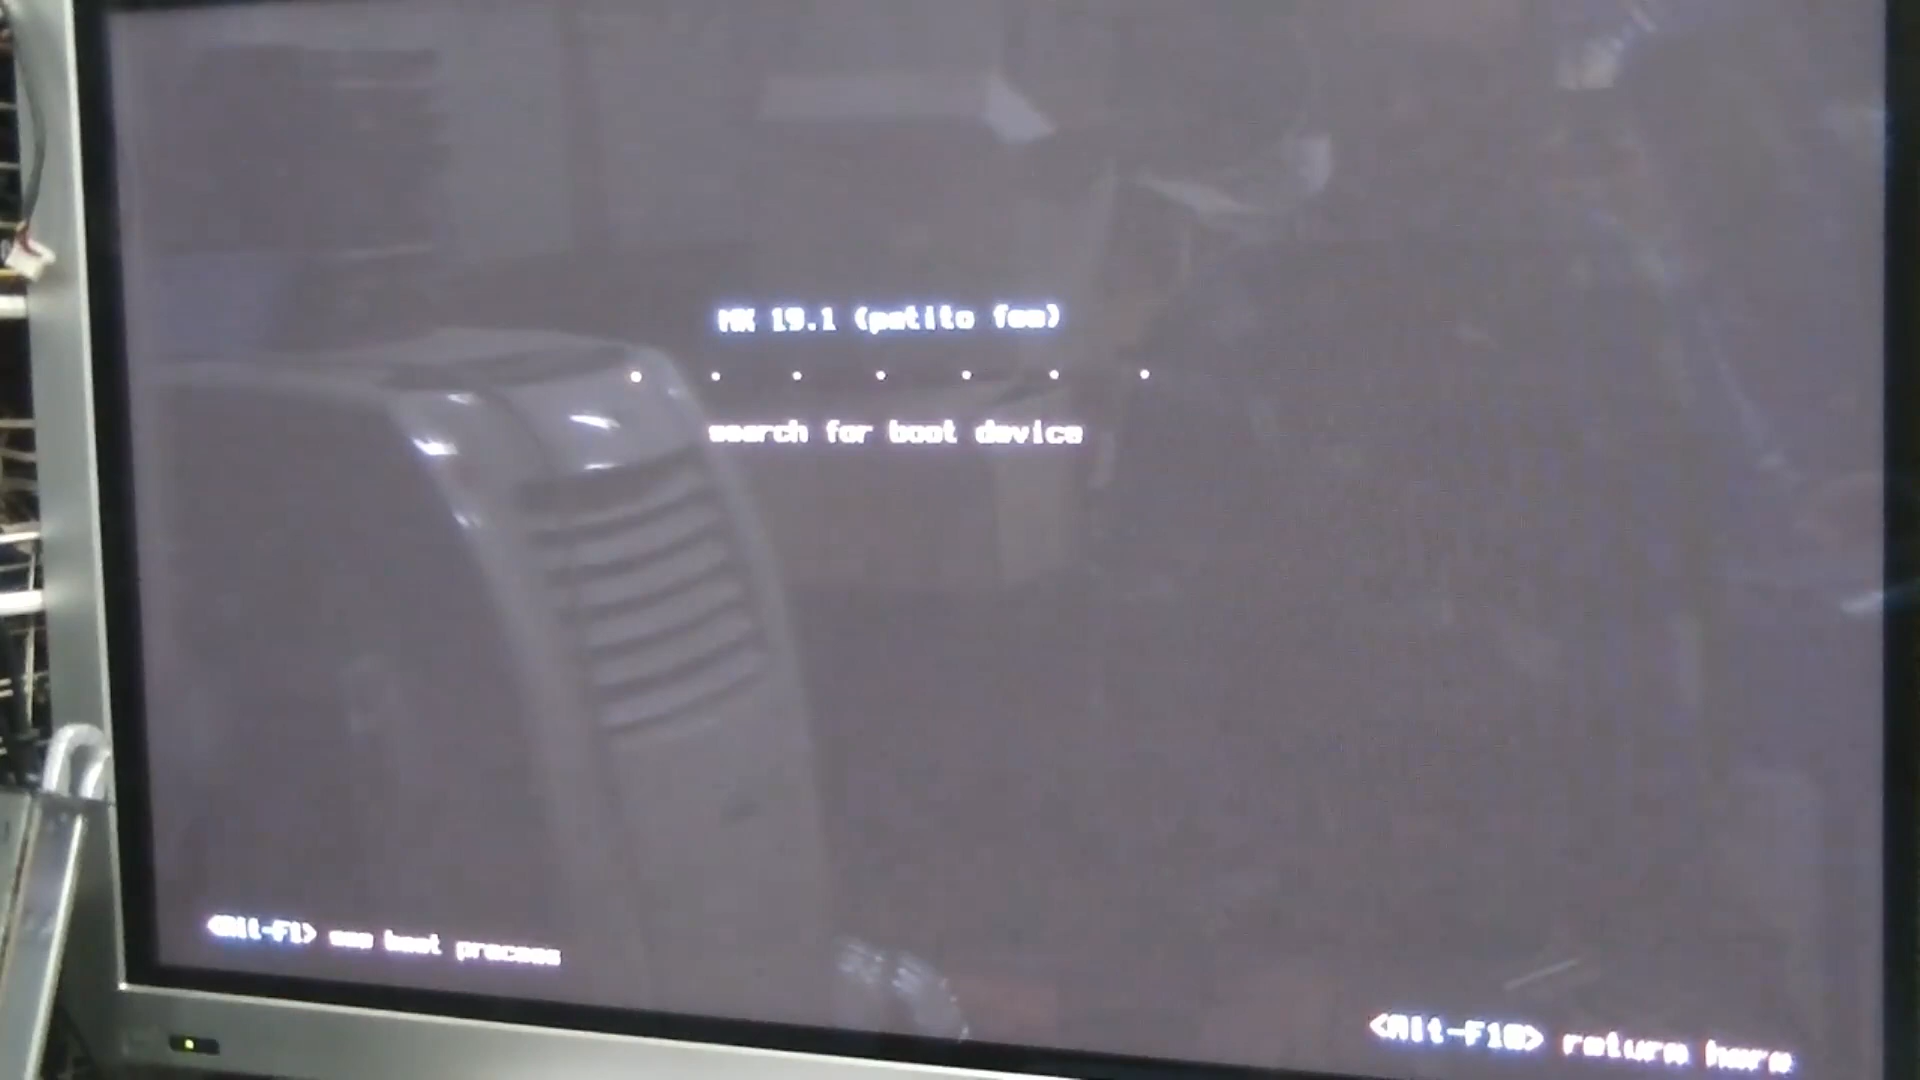 MX 19.1 (patito feo)
search for boot device
<Alt-F1> see boot process
<Alt-F10> return here